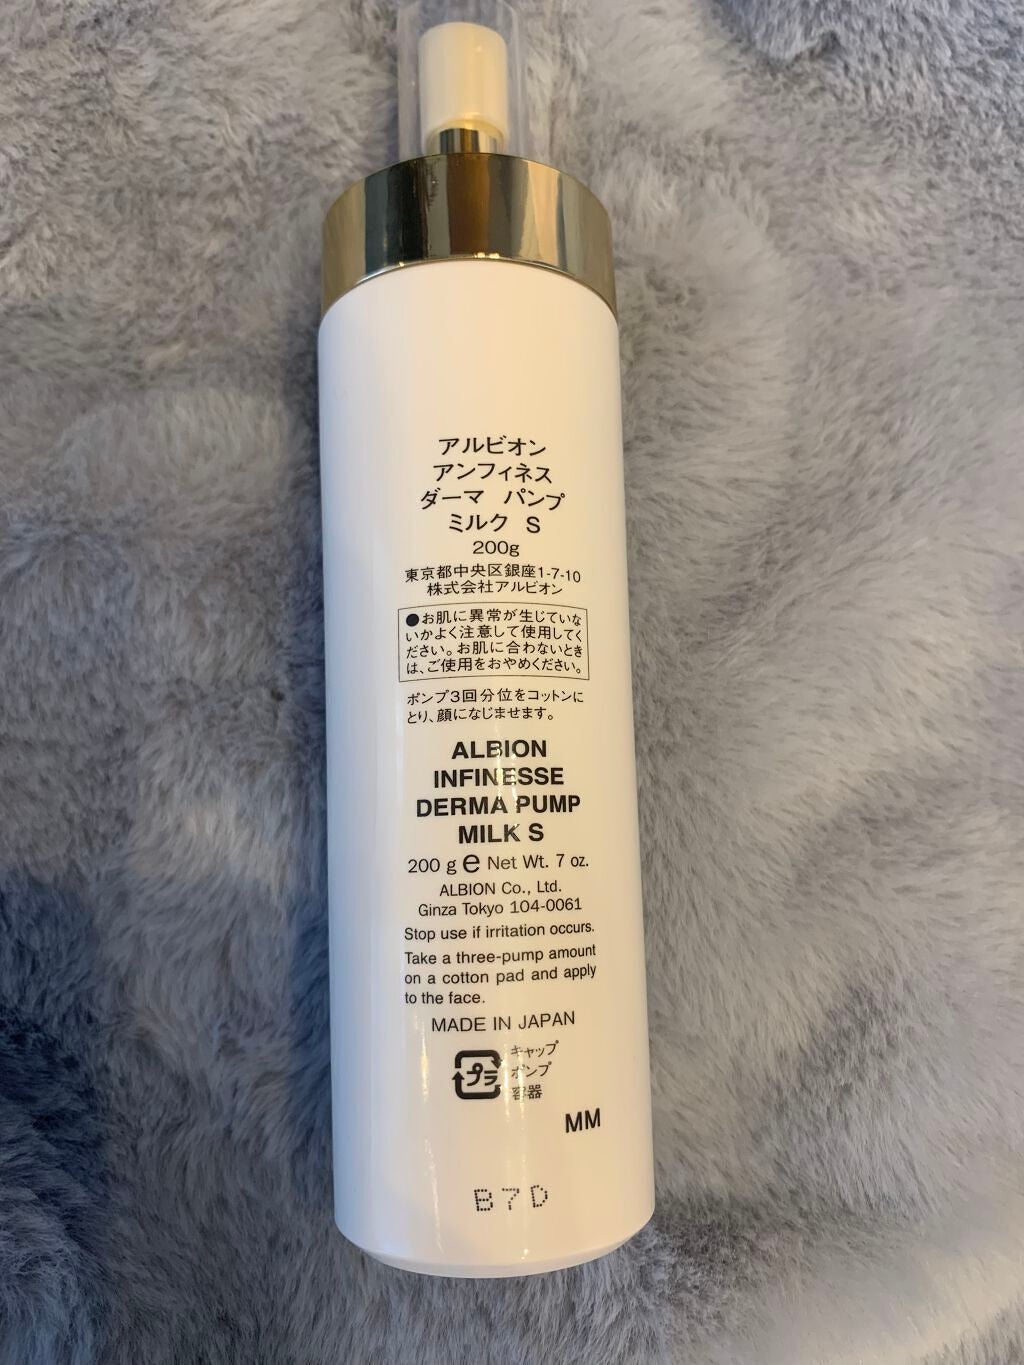 アルビオン
アンフィネス
ダーマ パンプ
ミルク S
200g
東京都中央区銀座1-7-10
株式会社アルビオン
●お肌に異常が生じていな
いかよく注意して使用してく
ださい。お肌に合わないとき
は、ご使用をおやめください。
ポンプ3回分位をコットンに
とり、顔になじませます。
ALBION
INFINESSE
DERMA PUMP
MILK S
200 g e Net Wt. 7 oz.
ALBION Co., Ltd.
Ginza Tokyo 104-0061
Stop use if irritation occurs.
Take a three-pump amount
on a cotton pad and apply
to the face.
MADE IN JAPAN
プラ
キャップ
ポンプ
容器
MM
B7D